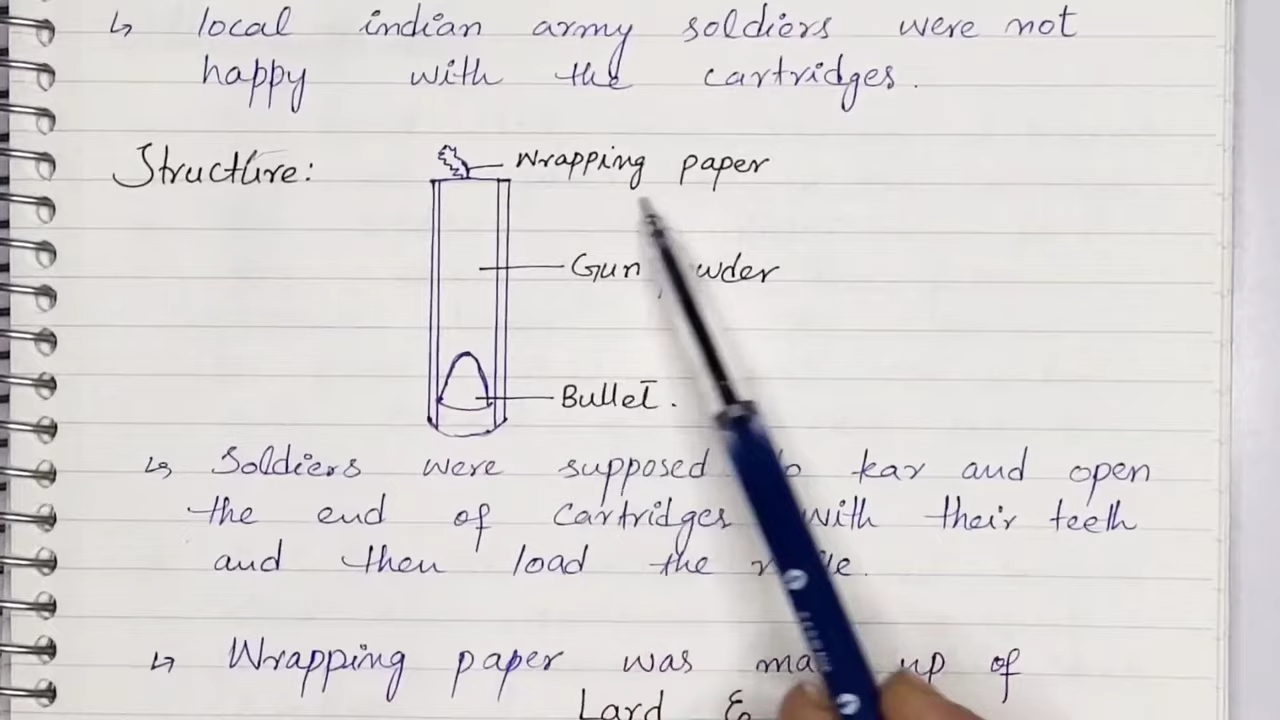 ↳ local indian army soldiers were not
happy with the cartridges.
Structure:
Wrapping paper
Gun wder
Bullet.
↳ Soldiers were supposed to tear and open
the end of cartridges with their teeth
and then load the
↳ Wrapping paper was up of
Lard &